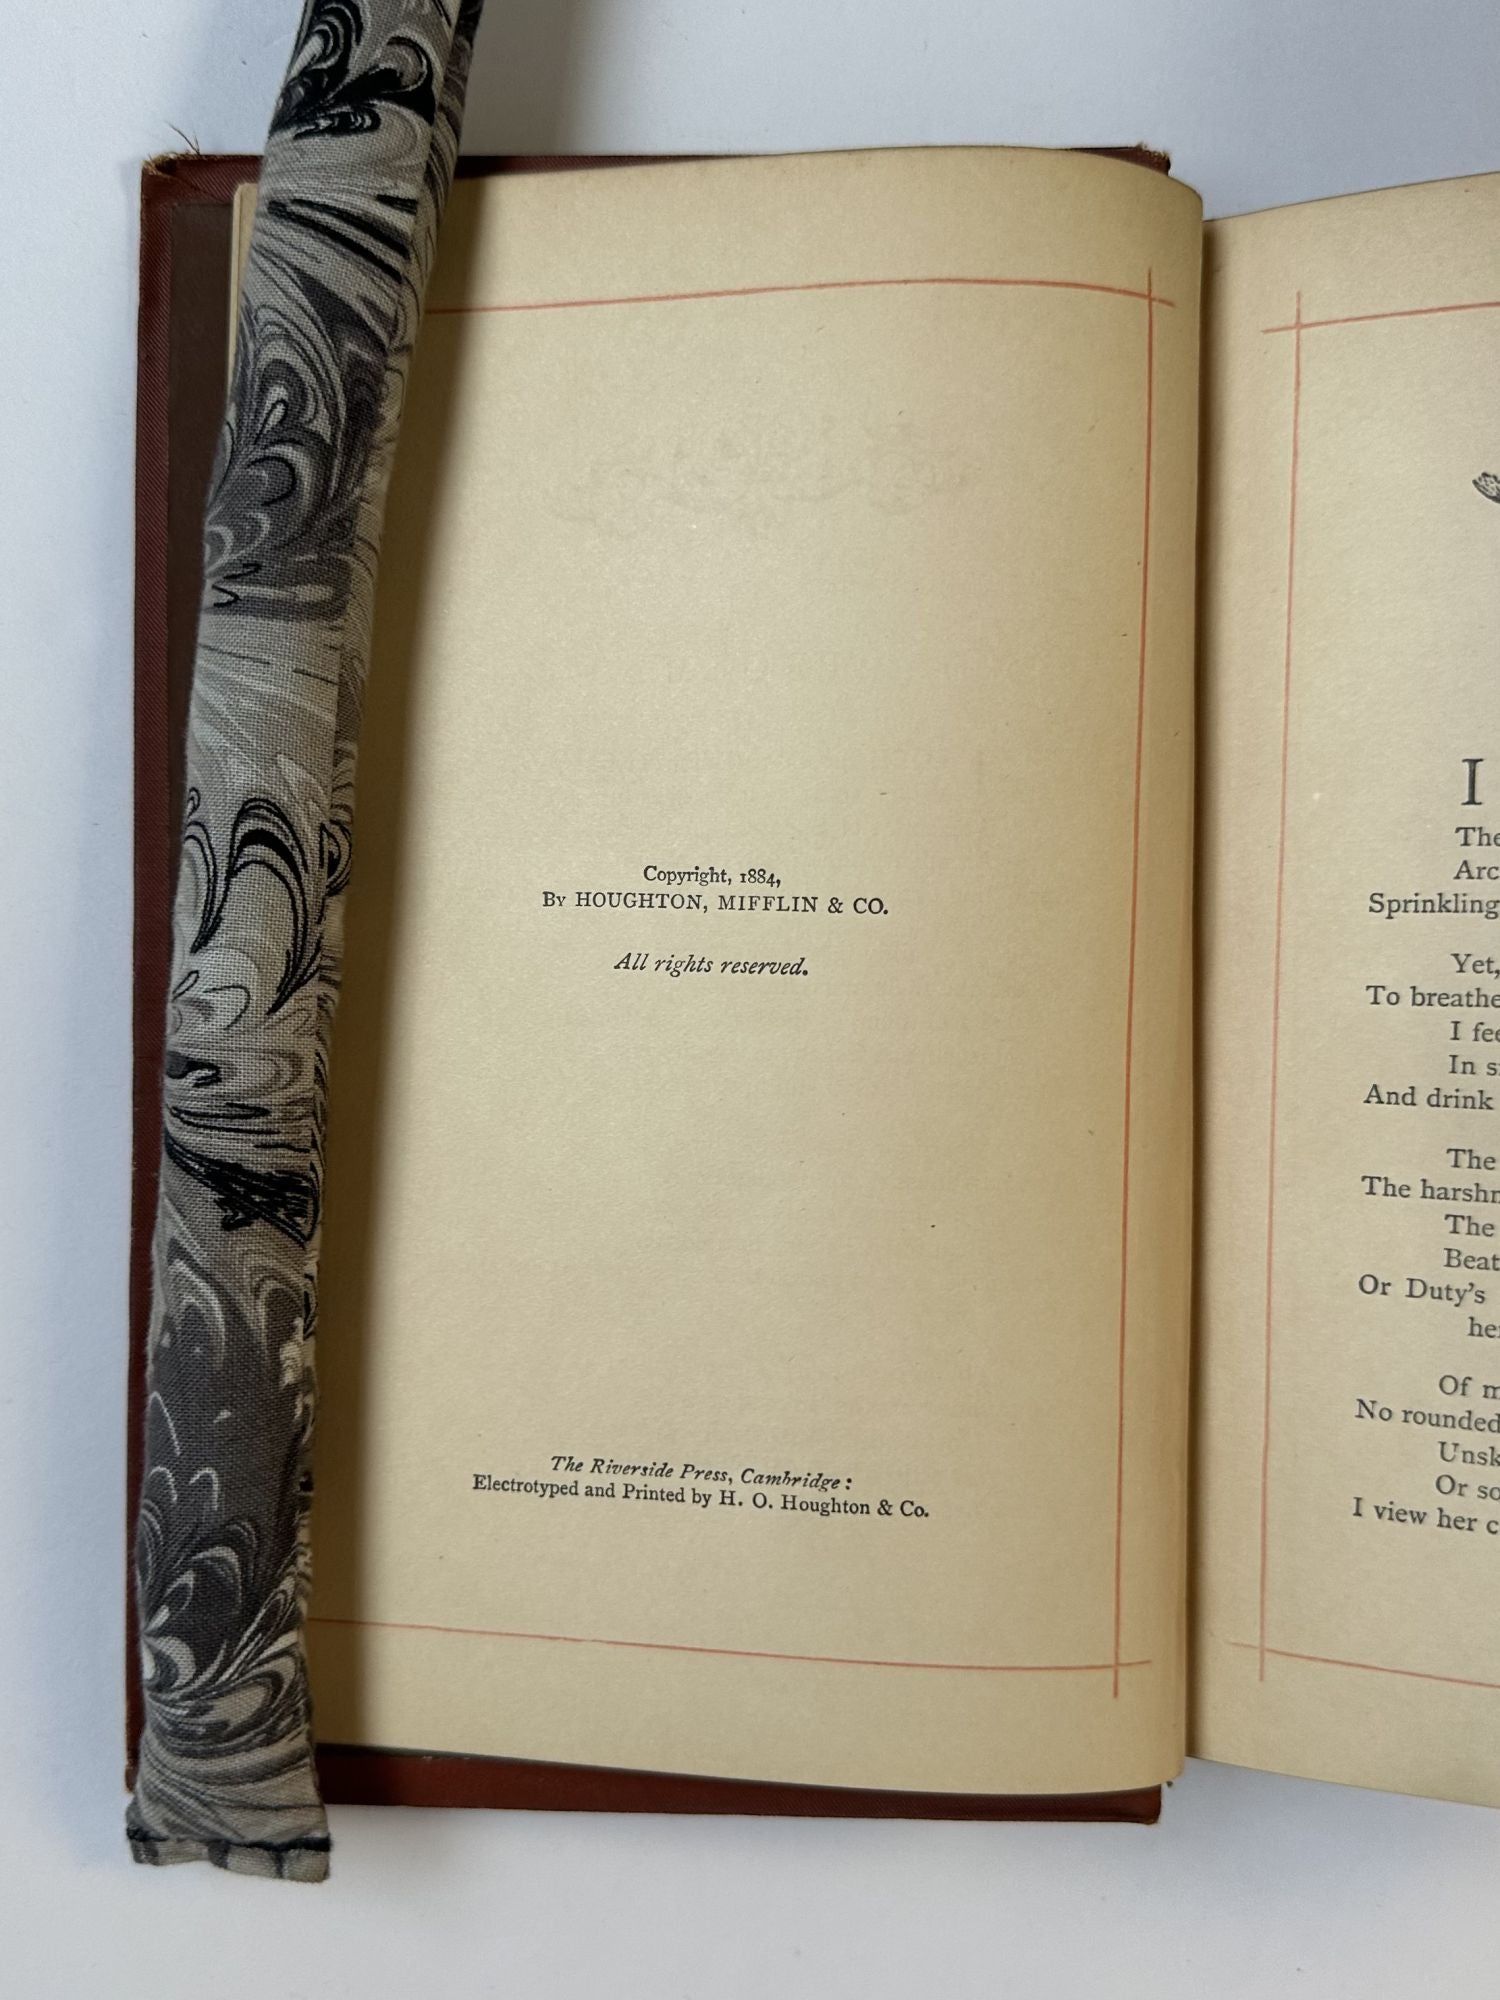 Copyright, 1884,
By HOUGHTON, MIFFLIN & CO.
All rights reserved.
The Riverside Press, Cambridge:
Electrotyped and Printed by H. O. Houghton & Co.
I
The
Arc
Sprinkling
Yet,
To breathe
I fee
In s
And drink
The
The harshn
The
Beat
Or Duty's
he
Of m
No rounded
Unsk
Or so
I view her c